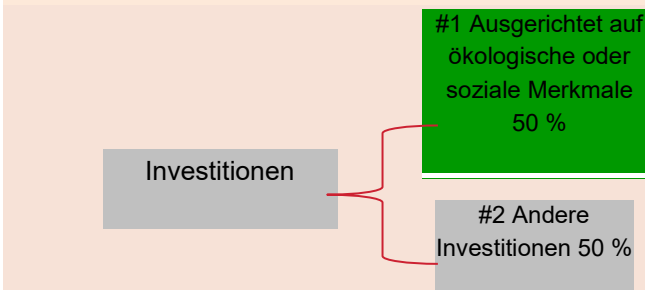 #1 Ausgerichtet auf
ökologische oder
soziale Merkmale
50 %
Investitionen
#2 Andere
Investitionen 50 %